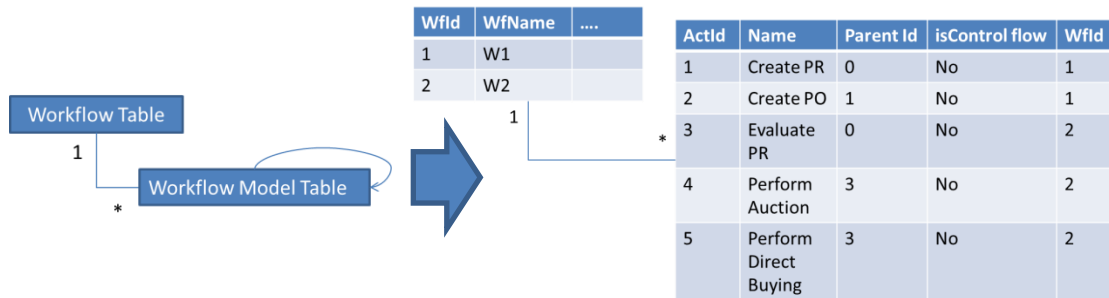 Workflow Table
1
*
Workflow Model Table
WfId WfName ....
1 W1
2 W2
1
*
ActId Name Parent Id isControl flow WfId
1 Create PR 0 No 1
2 Create PO 1 No 1
3 Evaluate PR 0 No 2
4 Perform Auction 3 No 2
5 Perform Direct Buying 3 No 2